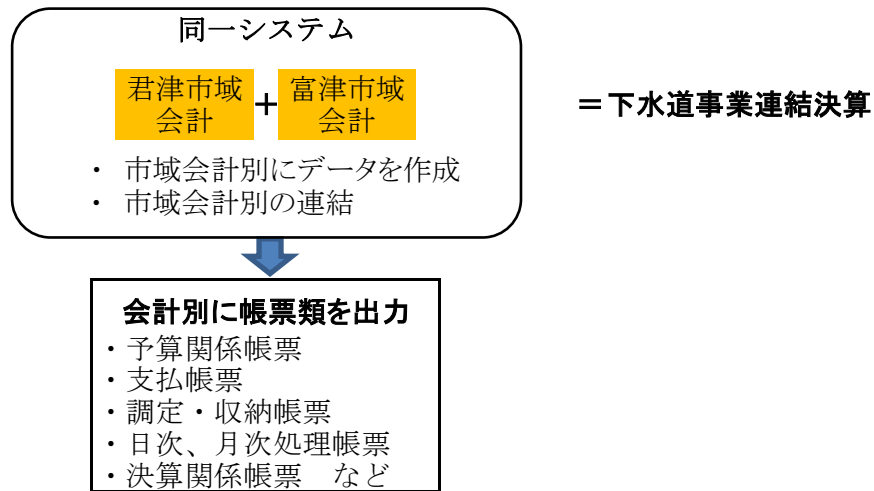 同一システム
君津市域
会計
+
富津市域
会計
＝下水道事業連結決算
・ 市域会計別にデータを作成
・ 市域会計別の連結
会計別に帳票類を出力
・予算関係帳票
・支払帳票
・調定・収納帳票
・日次、月次処理帳票
・決算関係帳票　など